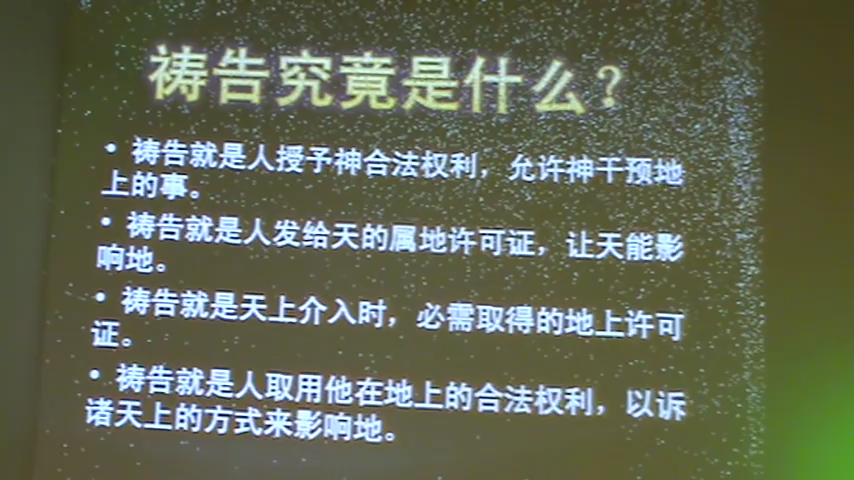 祷告究竟是什么？
• 祷告就是人授予神合法权利，允许神干预地
上的事。
• 祷告就是人发给天的属地许可证，让天能影
响地。
• 祷告就是天上介入时，必需取得的地上许可
证。
• 祷告就是人取用他在地上的合法权利，以诉
诸天上的方式来影响地。